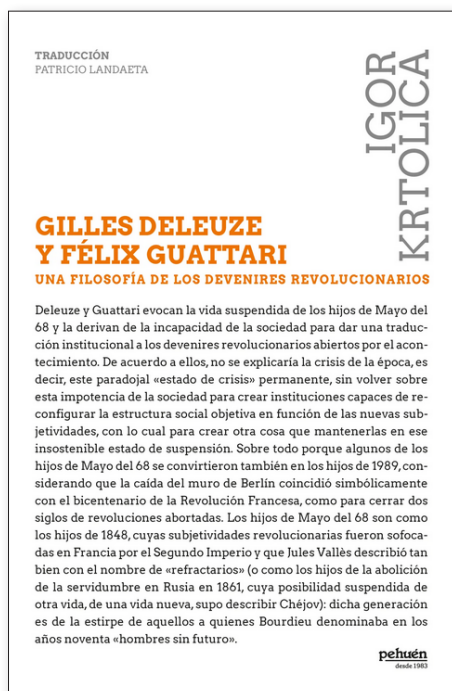 TRADUCCIÓN
PATRICIO LANDAETA
IGOR
KRTOLICA
GILLES DELEUZE
Y FÉLIX GUATTARI
UNA FILOSOFÍA DE LOS DEVENIRES REVOLUCIONARIOS
Deleuze y Guattari evocan la vida suspendida de los hijos de Mayo del
68 y la derivan de la incapacidad de la sociedad para dar una traduc-
ción institucional a los devenires revolucionarios abiertos por el acon-
tecimiento. De acuerdo a ellos, no se explicaría la crisis de la época, es
decir, este paradojal «estado de crisis» permanente, sin volver sobre
esta impotencia de la sociedad para crear instituciones capaces de re-
configurar la estructura social objetiva en función de las nuevas sub-
jetividades, con lo cual para crear otra cosa que mantenerlas en ese
insostenible estado de suspensión. Sobre todo porque algunos de los
hijos de Mayo del 68 se convirtieron también en los hijos de 1989, con-
siderando que la caída del muro de Berlín coincidió simbólicamente
con el bicentenario de la Revolución Francesa, como para cerrar dos
siglos de revoluciones abortadas. Los hijos de Mayo del 68 son como
los hijos de 1848, cuyas subjetividades revolucionarias fueron sofoca-
das en Francia por el Segundo Imperio y que Jules Vallès describió tan
bien con el nombre de «refractarios» (o como los hijos de la abolición
de la servidumbre en Rusia en 1861, cuya posibilidad suspendida de
otra vida, de una vida nueva, supo describir Chéjov): dicha generación
es de la estirpe de aquellos a quienes Bourdieu denominaba en los
años noventa «hombres sin futuro».
pehuén
desde 1983